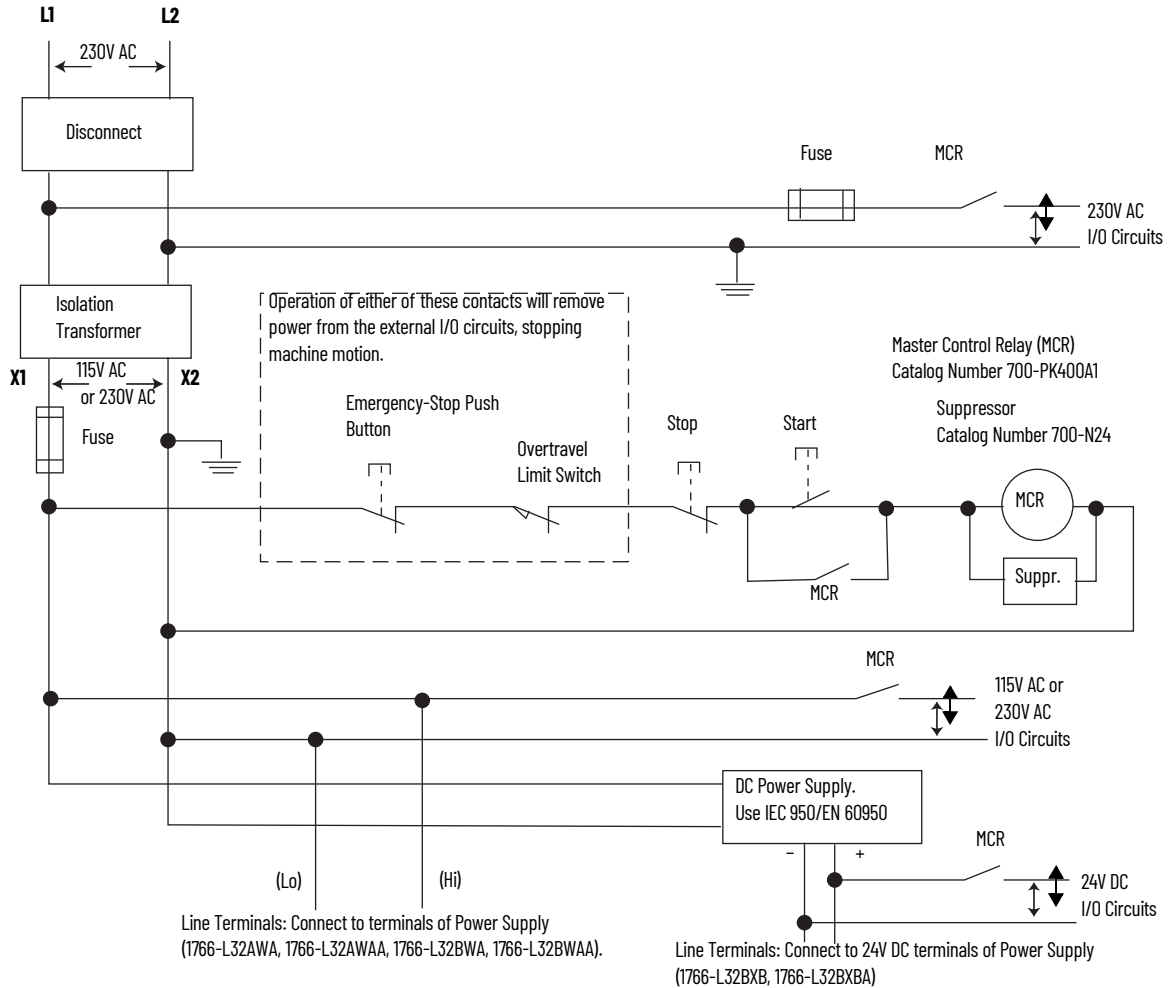 L1
L2
230V AC
Disconnect
Fuse
MCR
230V AC
I/O Circuits
Isolation
Transformer
Operation of either of these contacts will remove
power from the external I/O circuits, stopping
machine motion.
X1
115V AC
or 230V AC
X2
Fuse
Emergency-Stop Push
Button
Overtravel
Limit Switch
Stop
Start
Master Control Relay (MCR)
Catalog Number 700-PK400A1
Suppressor
Catalog Number 700-N24
MCR
Suppr.
MCR
MCR
115V AC or
230V AC
I/O Circuits
DC Power Supply.
Use IEC 950/EN 60950
–
+
MCR
24V DC
I/O Circuits
(Lo)
(Hi)
Line Terminals: Connect to terminals of Power Supply
(1766-L32AWA, 1766-L32AWAA, 1766-L32BWA, 1766-L32BWAA).
Line Terminals: Connect to 24V DC terminals of Power Supply
(1766-L32BXB, 1766-L32BXBA)